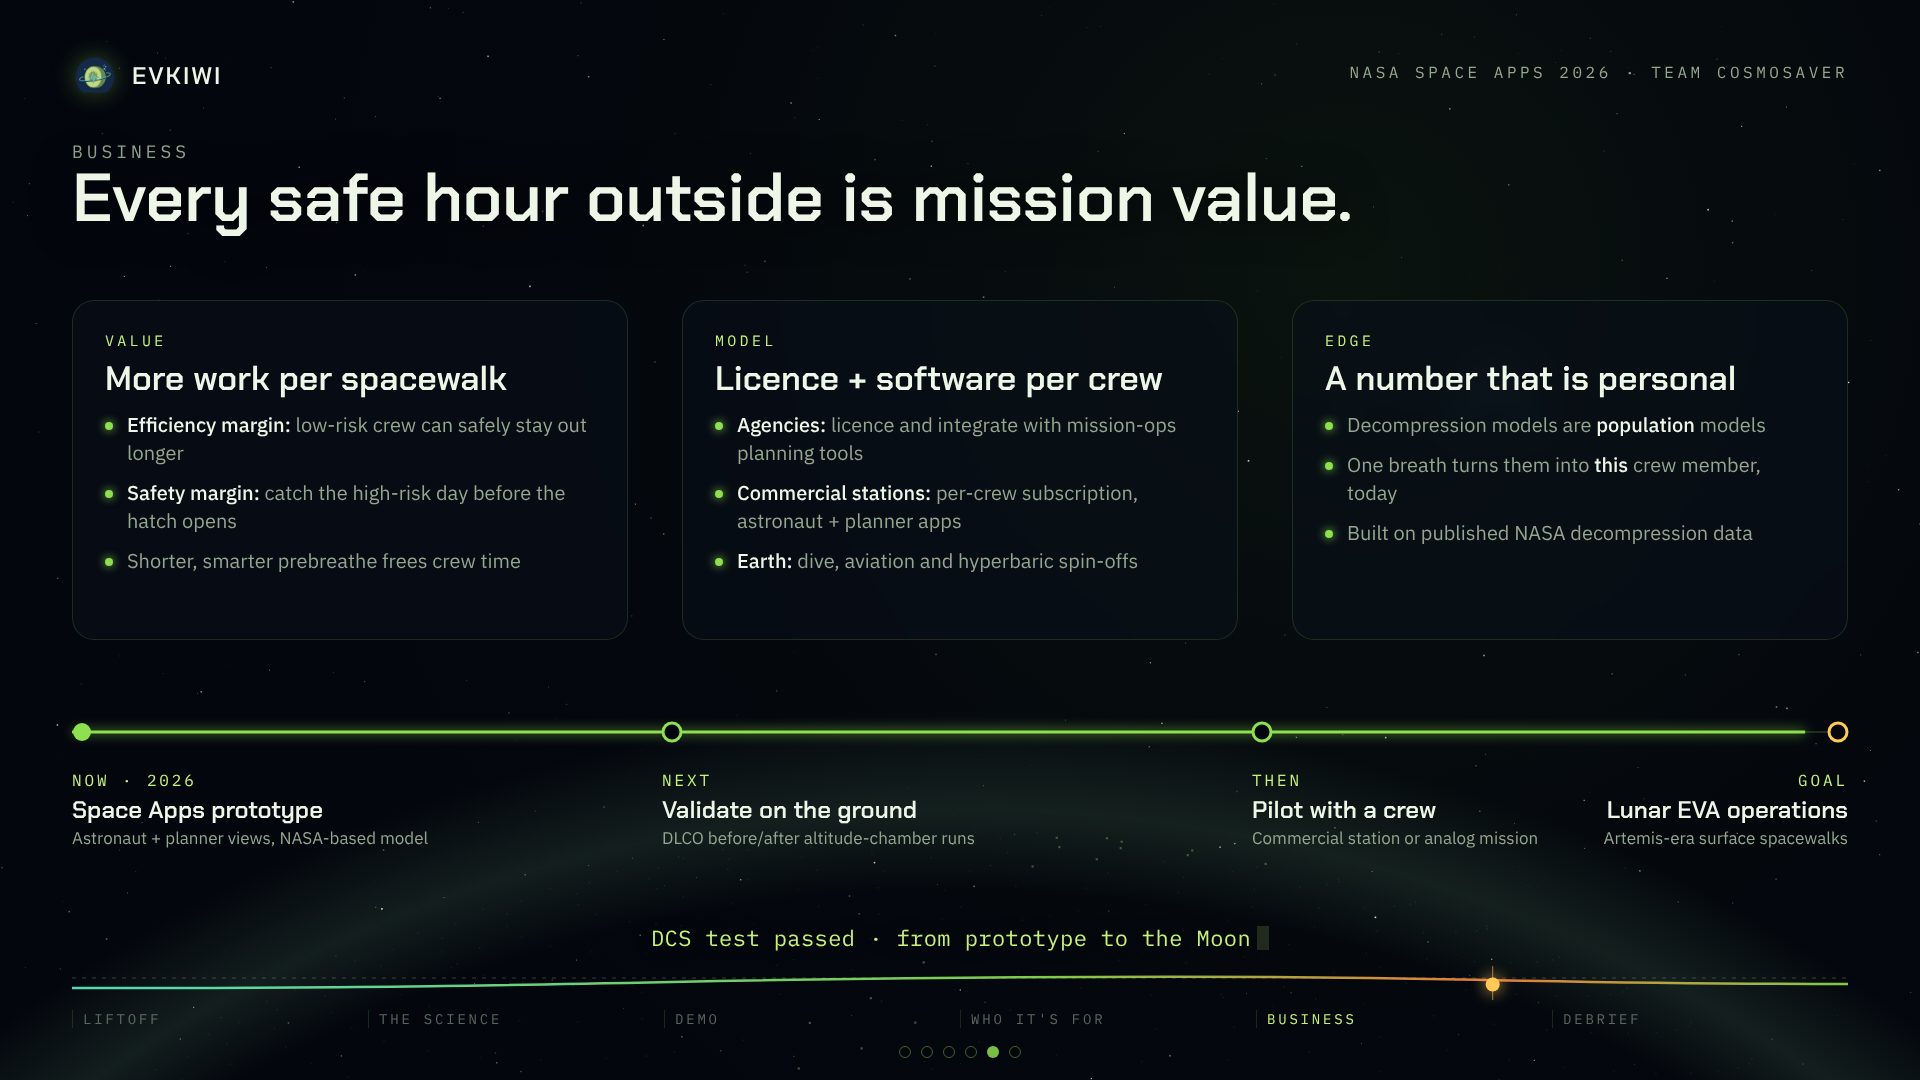 EVKIWI
NASA SPACE APPS 2026 · TEAM COSMOSAVER
BUSINESS
Every safe hour outside is mission value.
VALUE
More work per spacewalk
Efficiency margin: low-risk crew can safely stay out
longer
Safety margin: catch the high-risk day before the
hatch opens
Shorter, smarter prebreathe frees crew time
MODEL
Licence + software per crew
Agencies: licence and integrate with mission-ops
planning tools
Commercial stations: per-crew subscription,
astronaut + planner apps
Earth: dive, aviation and hyperbaric spin-offs
EDGE
A number that is personal
Decompression models are population models
One breath turns them into this crew member,
today
Built on published NASA decompression data
NOW · 2026
Space Apps prototype
Astronaut + planner views, NASA-based model
NEXT
Validate on the ground
DLCO before/after altitude-chamber runs
THEN
Pilot with a crew
Commercial station or analog mission
GOAL
Lunar EVA operations
Artemis-era surface spacewalks
DCS test passed · from prototype to the Moon
LIFTOFF
THE SCIENCE
DEMO
WHO IT'S FOR
BUSINESS
DEBRIEF